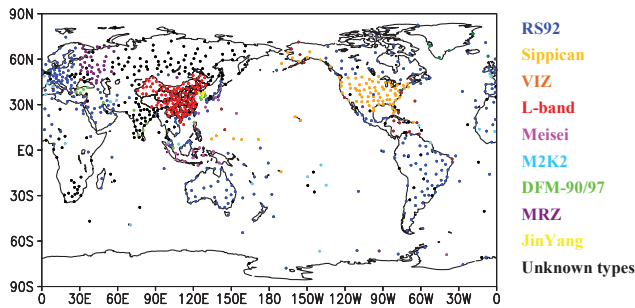 90N
60N
30N
EQ
30S
60S
90S
0 30E 60E 90E 120E 150E 180 150W 120W 90W 60W 30W 0
RS92
Sippican
VIZ
L-band
Meisei
M2K2
DFM-90/97
MRZ
JinYang
Unknown types